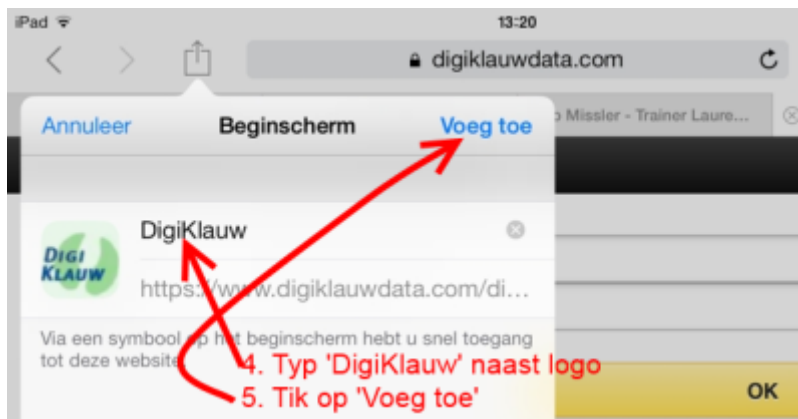 iPad 13:20
digiklauwdata.com
Missler - Trainer Laure...
Annuleer Beginscherm Voeg toe
DigiKlauw
DIGI
KLAUW
https://www.digiklauwdata.com/di...
Via een symbool op het beginscherm hebt u snel toegang
tot deze website
4. Typ 'DigiKlauw' naast logo
5. Tik op 'Voeg toe'
OK